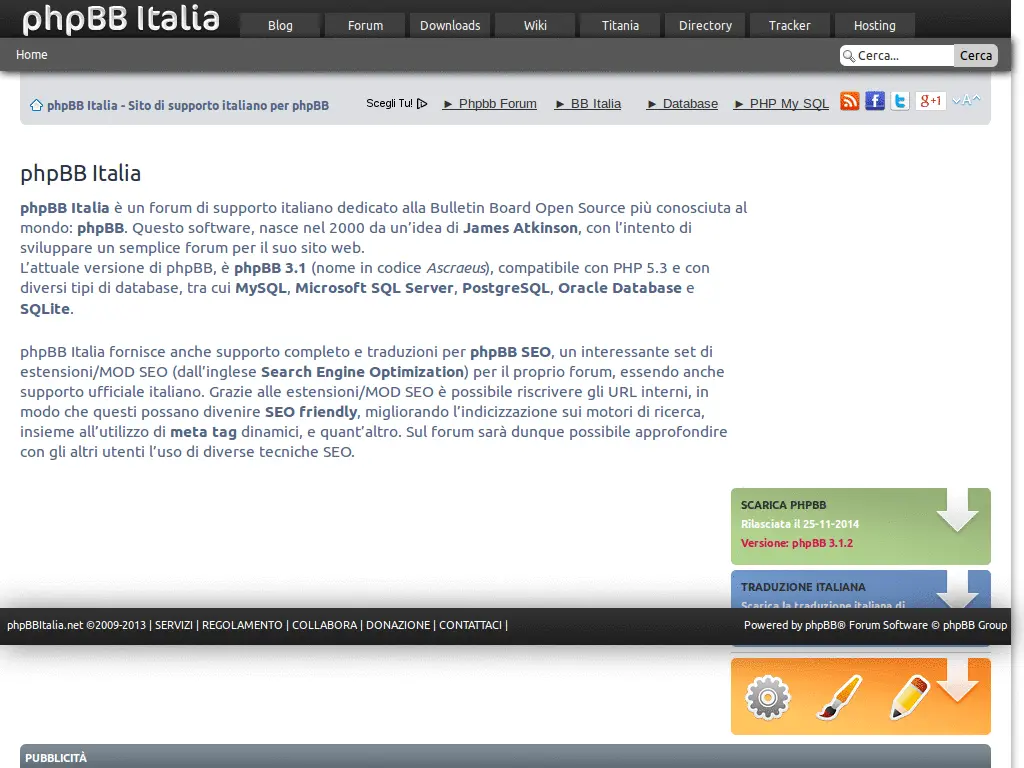 phpBB Italia
Blog Forum Downloads Wiki Titania Directory Tracker Hosting
Home
Cerca... Cerca
phpBB Italia - Sito di supporto italiano per phpBB
Scegli Tu! ► Phpbb Forum ► BB Italia ► Database ► PHP My SQL
g+1
A
phpBB Italia
phpBB Italia è un forum di supporto italiano dedicato alla Bulletin Board Open Source più conosciuta al
mondo: phpBB. Questo software, nasce nel 2000 da un’idea di James Atkinson, con l’intento di
sviluppare un semplice forum per il suo sito web.
L’attuale versione di phpBB, è phpBB 3.1 (nome in codice Ascraeus), compatibile con PHP 5.3 e con
diversi tipi di database, tra cui MySQL, Microsoft SQL Server, PostgreSQL, Oracle Database e
SQLite.
phpBB Italia fornisce anche supporto completo e traduzioni per phpBB SEO, un interessante set di
estensioni/MOD SEO (dall’inglese Search Engine Optimization) per il proprio forum, essendo anche
supporto ufficiale italiano. Grazie alle estensioni/MOD SEO è possibile riscrivere gli URL interni, in
modo che questi possano divenire SEO friendly, migliorando l’indicizzazione sui motori di ricerca,
insieme all’utilizzo di meta tag dinamici, e quant’altro. Sul forum sarà dunque possibile approfondire
con gli altri utenti l’uso di diverse tecniche SEO.
SCARICA PHPBB
Rilasciata il 25-11-2014
Versione: phpBB 3.1.2
TRADUZIONE ITALIANA
Scarica la traduzione italiana di
phpBBItalia.net ©2009-2013 | SERVIZI | REGOLAMENTO | COLLABORA | DONAZIONE | CONTATTACI |
Powered by phpBB® Forum Software © phpBB Group
PUBBLICITÀ